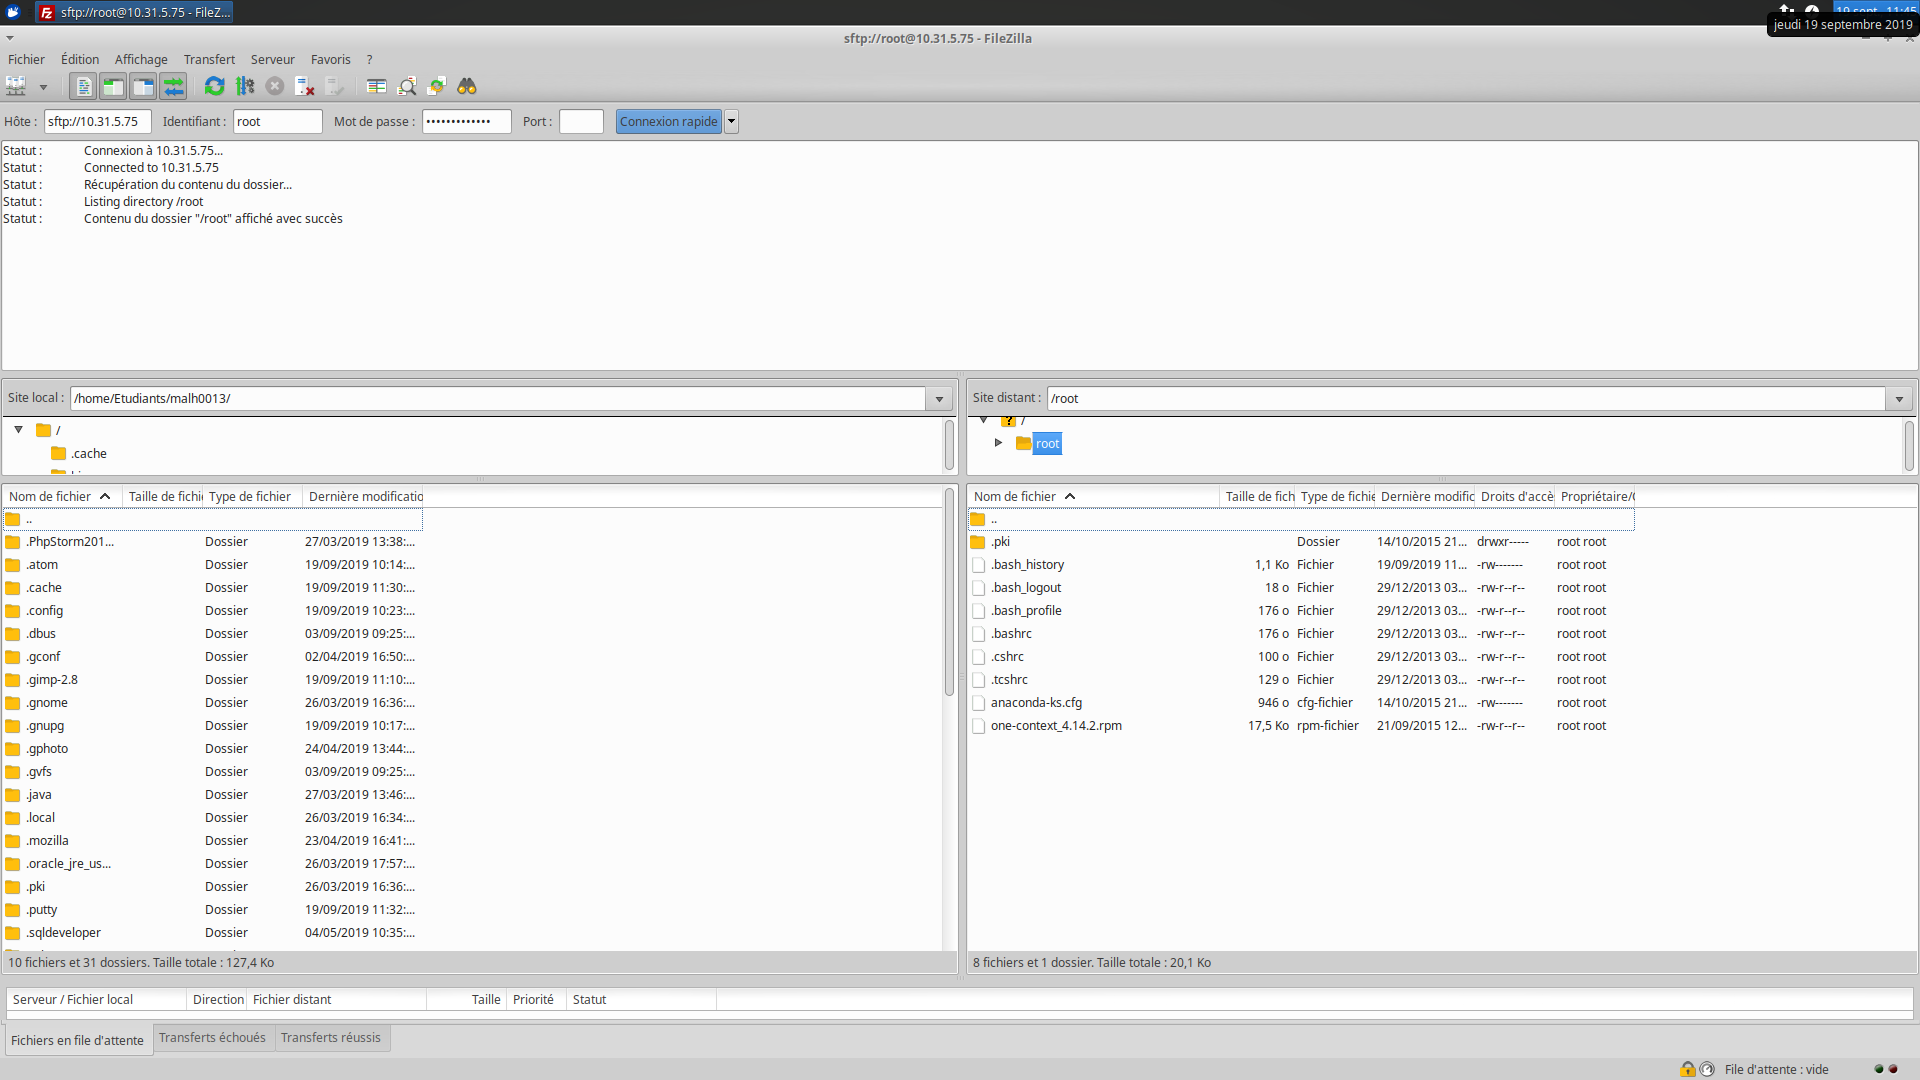 sftp://root@10.31.5.75 - FileZ...
19 sept., 11:45
jeudi 19 septembre 2019
sftp://root@10.31.5.75 - FileZilla
Fichier Édition Affichage Transfert Serveur Favoris ?
Hôte : sftp://10.31.5.75 Identifiant : root Mot de passe : ••••••••••••• Port : Connexion rapide
Statut : Connexion à 10.31.5.75...
Statut : Connected to 10.31.5.75
Statut : Récupération du contenu du dossier...
Statut : Listing directory /root
Statut : Contenu du dossier "/root" affiché avec succès
Site local : /home/Etudiants/malh0013/
/
.cache
Site distant : /root
/
root
Nom de fichier Taille de fichi Type de fichier Dernière modificatio
..
.PhpStorm201... Dossier 27/03/2019 13:38:...
.atom Dossier 19/09/2019 10:14:...
.cache Dossier 19/09/2019 11:30:...
.config Dossier 19/09/2019 10:23:...
.dbus Dossier 03/09/2019 09:25:...
.gconf Dossier 02/04/2019 16:50:...
.gimp-2.8 Dossier 19/09/2019 11:10:...
.gnome Dossier 26/03/2019 16:36:...
.gnupg Dossier 19/09/2019 10:17:...
.gphoto Dossier 24/04/2019 13:44:...
.gvfs Dossier 03/09/2019 09:25:...
.java Dossier 27/03/2019 13:46:...
.local Dossier 26/03/2019 16:34:...
.mozilla Dossier 23/04/2019 16:41:...
.oracle_jre_us... Dossier 26/03/2019 17:57:...
.pki Dossier 26/03/2019 16:36:...
.putty Dossier 19/09/2019 11:32:...
.sqldeveloper Dossier 04/05/2019 10:35:...
10 fichiers et 31 dossiers. Taille totale : 127,4 Ko
Nom de fichier Taille de fich Type de fichie Dernière modific Droits d'accè Propriétaire/
..
.pki Dossier 14/10/2015 21... drwxr----- root root
.bash_history 1,1 Ko Fichier 19/09/2019 11... -rw------- root root
.bash_logout 18 o Fichier 29/12/2013 03... -rw-r--r-- root root
.bash_profile 176 o Fichier 29/12/2013 03... -rw-r--r-- root root
.bashrc 176 o Fichier 29/12/2013 03... -rw-r--r-- root root
.cshrc 100 o Fichier 29/12/2013 03... -rw-r--r-- root root
.tcshrc 129 o Fichier 29/12/2013 03... -rw-r--r-- root root
anaconda-ks.cfg 946 o cfg-fichier 14/10/2015 21... -rw------- root root
one-context_4.14.2.rpm 17,5 Ko rpm-fichier 21/09/2015 12... -rw-r--r-- root root
8 fichiers et 1 dossier. Taille totale : 20,1 Ko
Serveur / Fichier local Direction Fichier distant Taille Priorité Statut
Fichiers en file d'attente Transferts échoués Transferts réussis
File d'attente : vide